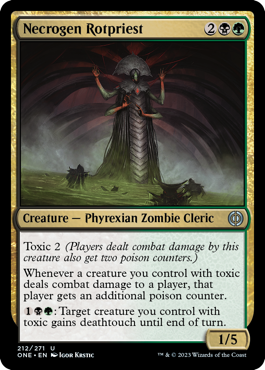 Necrogen Rotpriest 2
Creature — Phyrexian Zombie Cleric
Toxic 2 (Players dealt combat damage by this
creature also get two poison counters.)
Whenever a creature you control with toxic
deals combat damage to a player, that
player gets an additional poison counter.
1 : Target creature you control with
toxic gains deathtouch until end of turn.
1/5
212/271 U
ONE • EN Igor Krstic
™ & © 2023 Wizards of the Coast